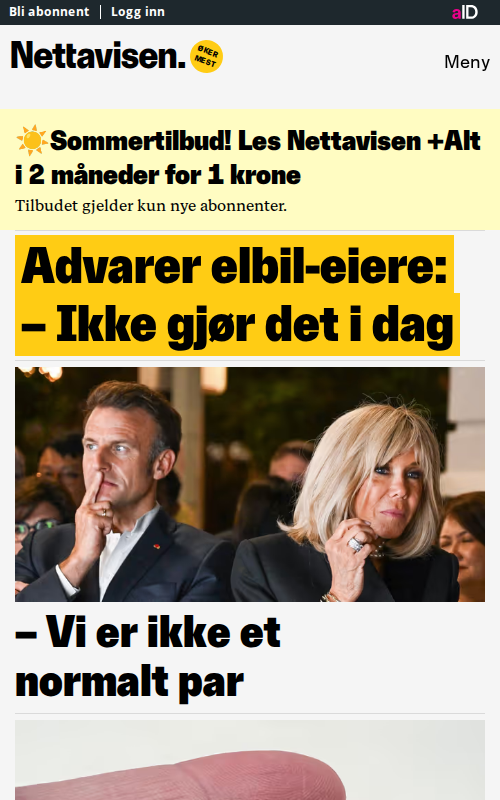 Bli abonnent | Logg inn
aID
Nettavisen.
ØKER
MEST
Meny
☀️Sommertilbud! Les Nettavisen +Alt
i 2 måneder for 1 krone
Tilbudet gjelder kun nye abonnenter.
Advarer elbil-eiere:
– Ikke gjør det i dag
– Vi er ikke et
normalt par